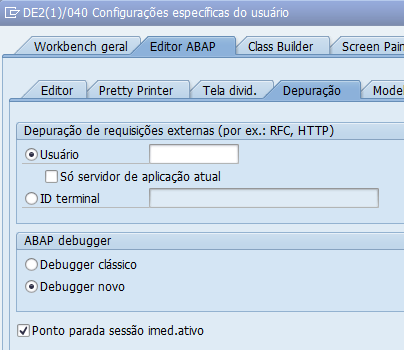 DE2(1)/040 Configurações específicas do usuário
Workbench geral Editor ABAP Class Builder Screen Pain
Editor Pretty Printer Tela divid. Depuração Mode
Depuração de requisições externas (por ex.: RFC, HTTP)
Usuário
Só servidor de aplicação atual
ID terminal
ABAP debugger
Debugger clássico
Debugger novo
Ponto parada sessão imed.ativo